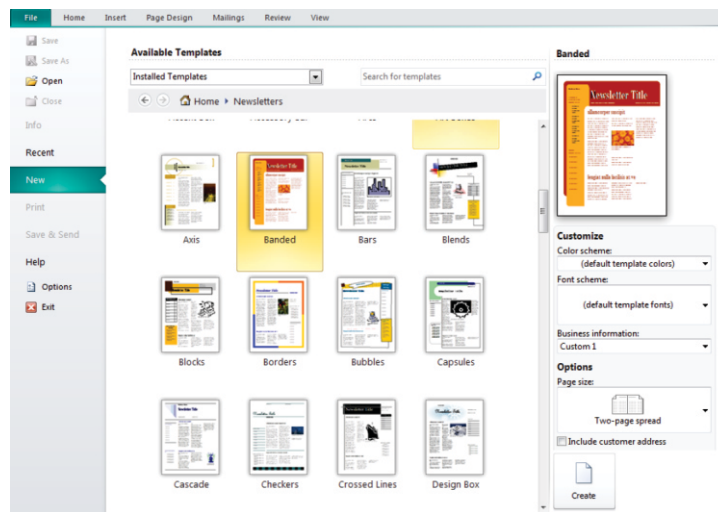 File Home Insert Page Design Mailings Review View
Save
Save As
Open
Close
Info
Recent
New
Print
Save & Send
Help
Options
Exit
Available Templates
Installed Templates
Search for templates
Home Newsletters
Axis Banded Bars Blends
Blocks Borders Bubbles Capsules
Cascade Checkers Crossed Lines Design Box
Banded
Newsletter Title
Customize
Color scheme:
(default template colors)
Font scheme:
(default template fonts)
Business information:
Custom 1
Options
Page size:
Two-page spread
Include customer address
Create